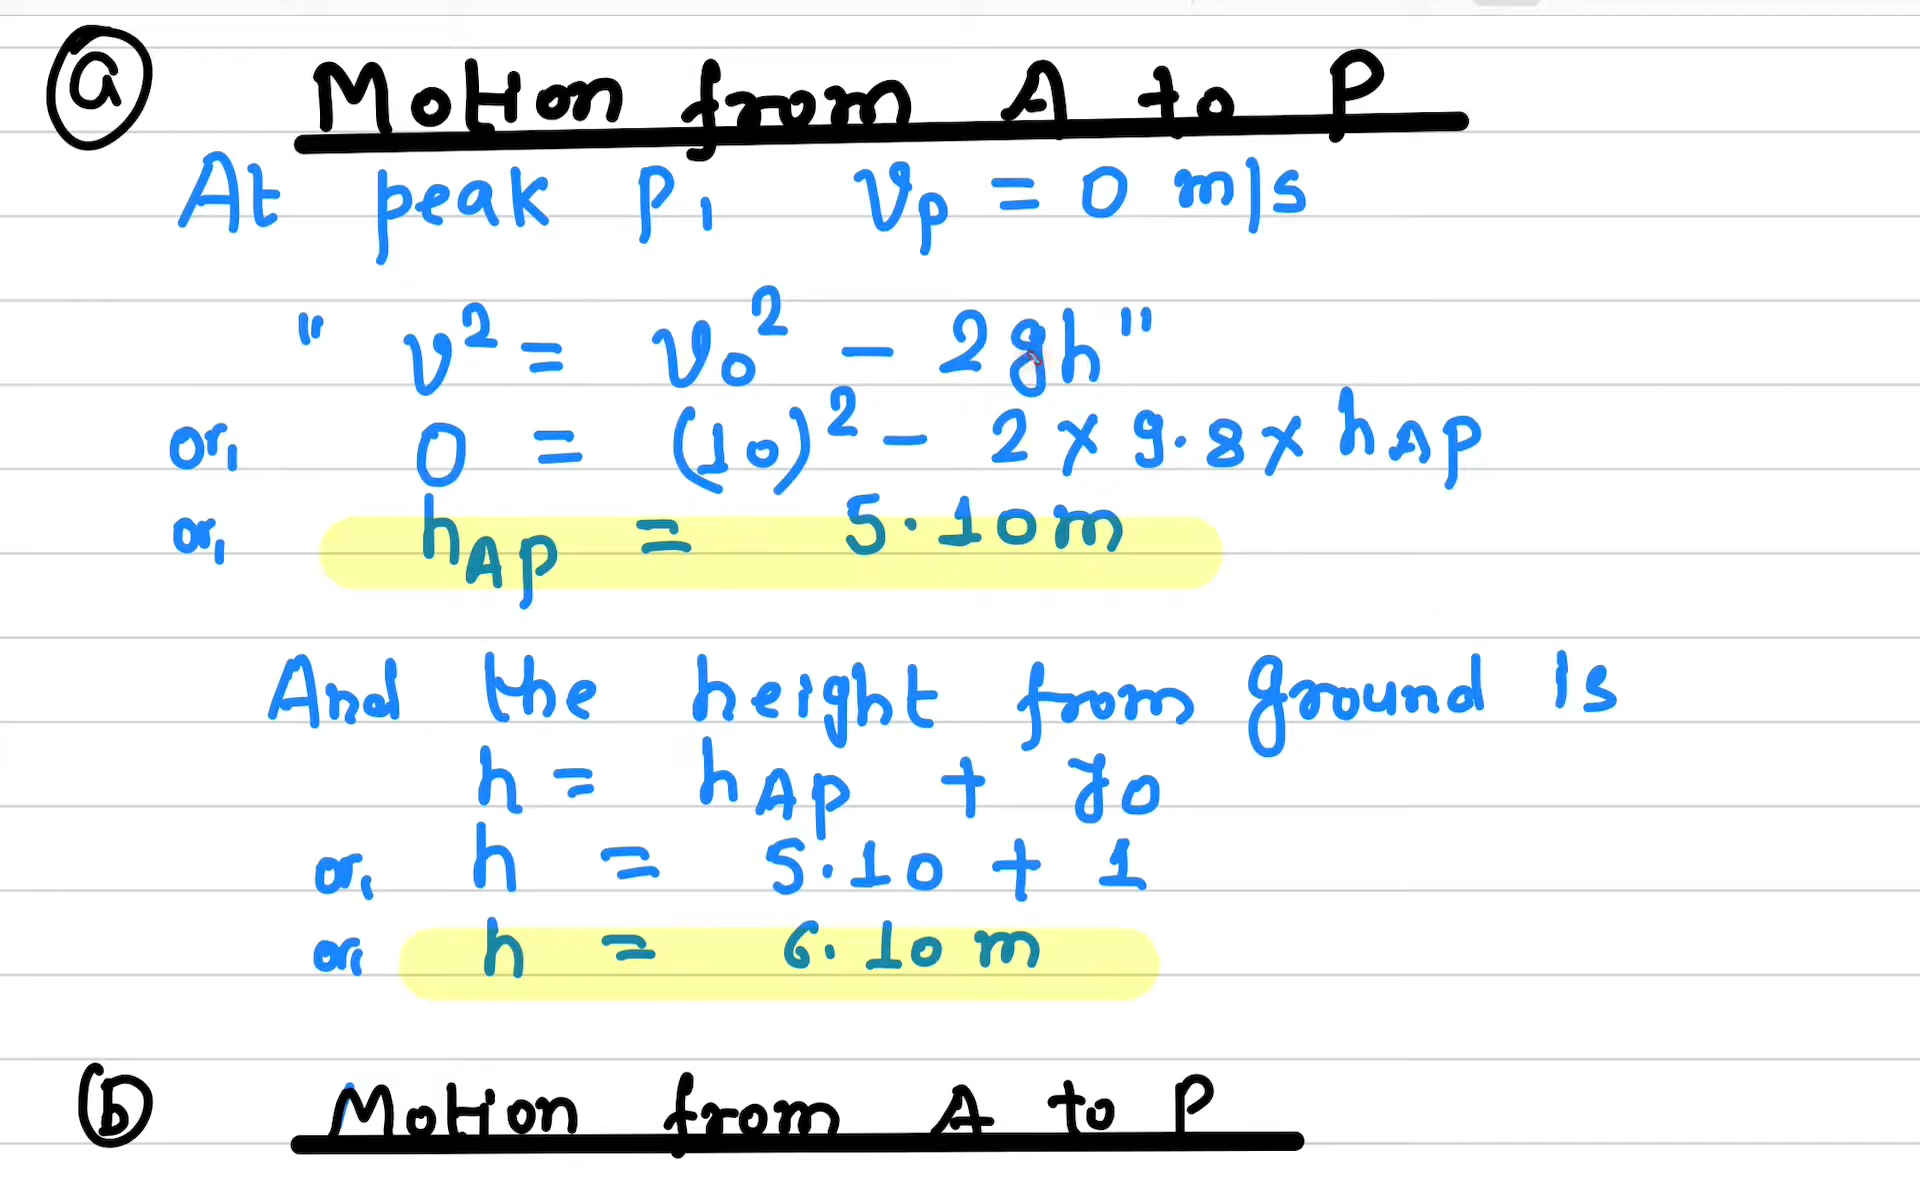 (a) Motion from A to P
At peak P, vₚ = 0 m/s
" v² = v₀² - 2gh "
or, 0 = (10)² - 2 × 9.8 × hAP
or, hAP = 5.10 m
And the height from ground is
h = hAP + y₀
or, h = 5.10 + 1
or, h = 6.10 m
(b) Motion from A to P